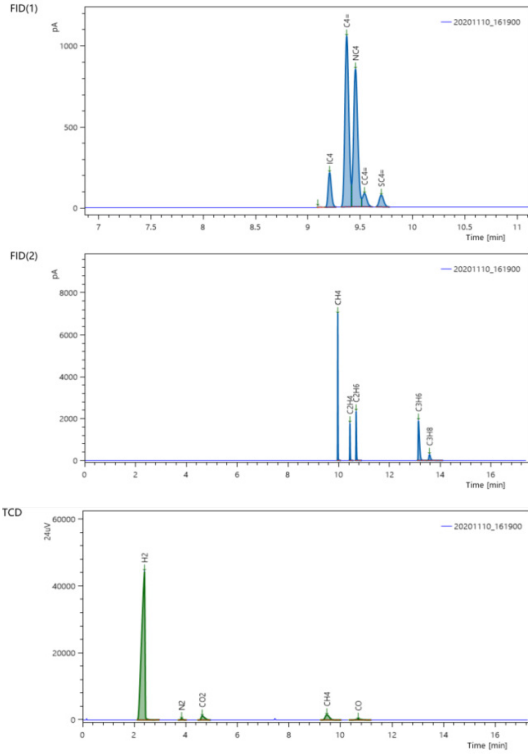 FID(1)
pA
1000
500
0
20201110_161900
IC4
C4=
NC4
CC4=
SC4=
7
7.5
8
8.5
9
9.5
10
10.5
11
Time [min]
FID(2)
pA
8000
6000
4000
2000
0
20201110_161900
CH4
C2H4
C2H6
C3H6
C3H8
0
2
4
6
8
10
12
14
16
Time [min]
TCD
24uV
60000
40000
20000
0
20201110_161900
H2
N2
CO2
CH4
CO
0
2
4
6
8
10
12
14
16
Time [min]